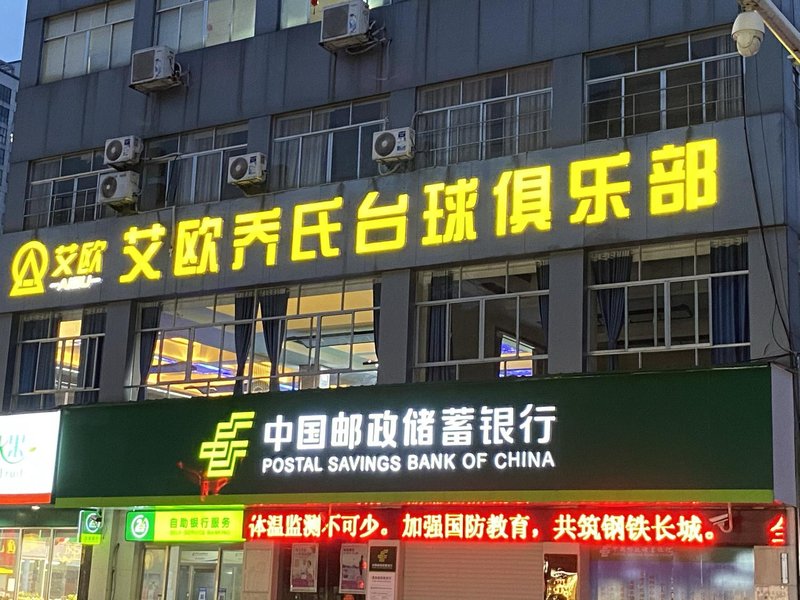 艾欧
艾欧乔氏台球俱乐部
中国邮政储蓄银行
POSTAL SAVINGS BANK OF CHINA
果
自助银行服务
体温监测不可少。加强国防教育，共筑钢铁长城。